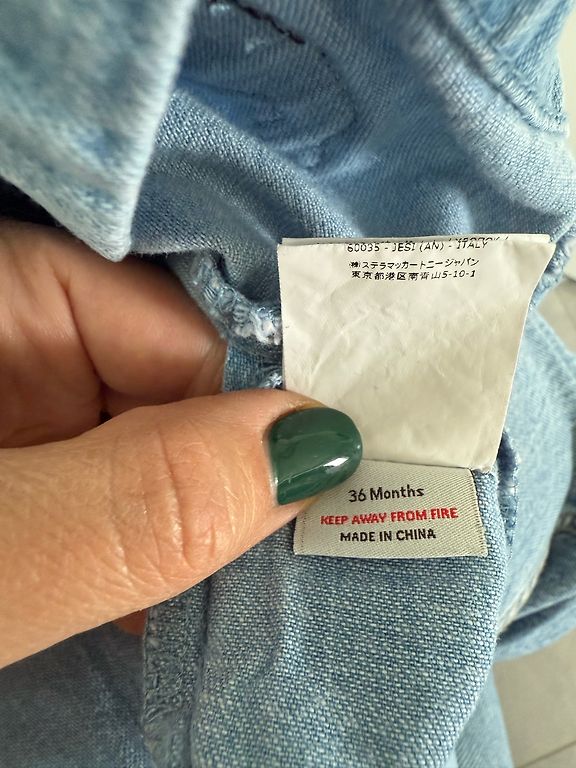 60035 - JESI (AN) - ITALY
㈱ステラマッカートニージャパン
東京都港区南青山5-10-1
36 Months
KEEP AWAY FROM FIRE
MADE IN CHINA